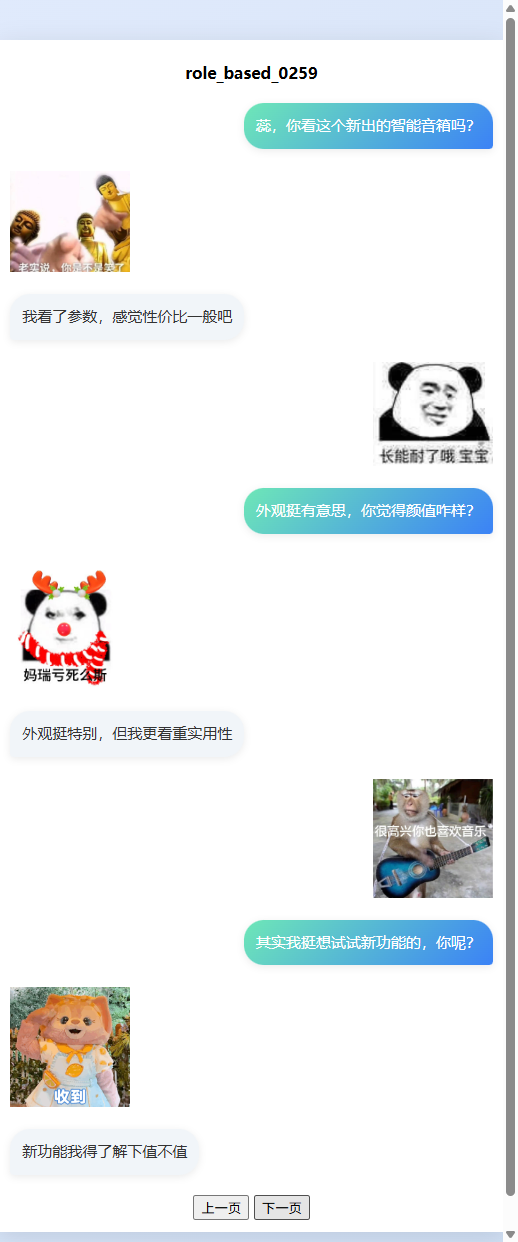 role_based_0259
蕊，你看这个新出的智能音箱吗？
老实说，你是不是笑了
我看了参数，感觉性价比一般吧
长能耐了哦 宝宝
外观挺有意思，你觉得颜值咋样？
妈瑞亏死么斯
外观挺特别，但我更看重实用性
很高兴你也喜欢音乐
其实我挺想试试新功能的，你呢？
收到
新功能我得了解下值不值
上一页 下一页